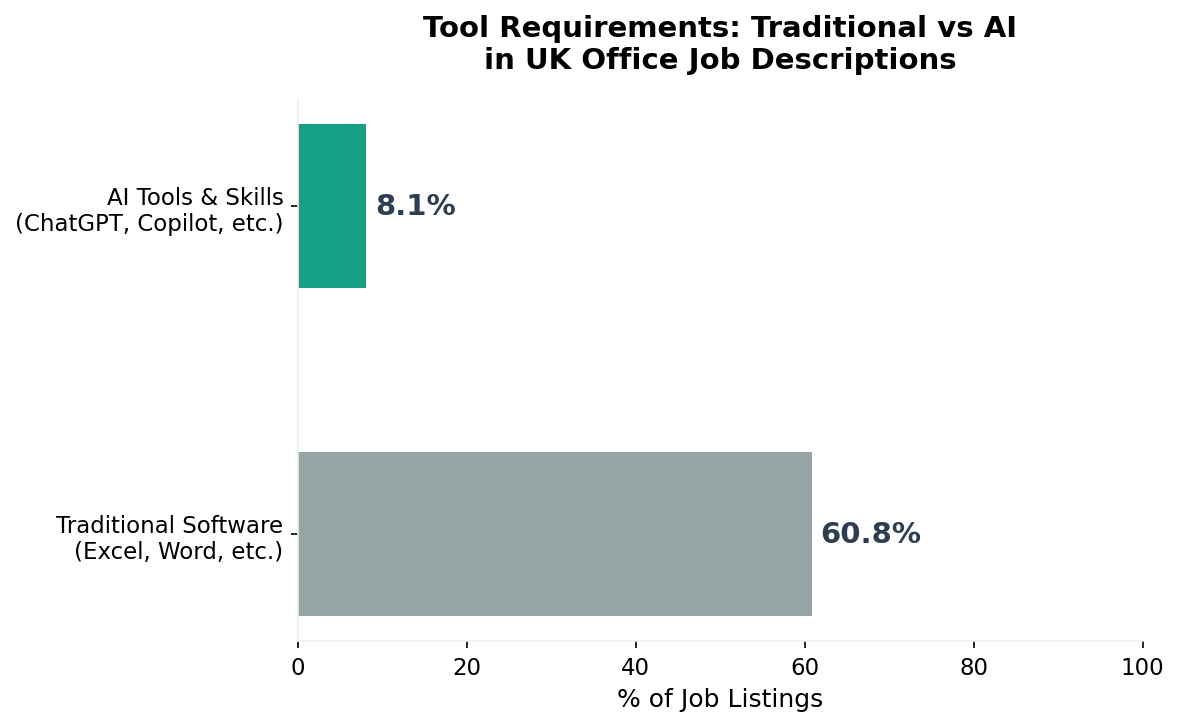 Tool Requirements: Traditional vs AI
in UK Office Job Descriptions
AI Tools & Skills
(ChatGPT, Copilot, etc.)
8.1%
Traditional Software
(Excel, Word, etc.)
60.8%
0 20 40 60 80 100
% of Job Listings